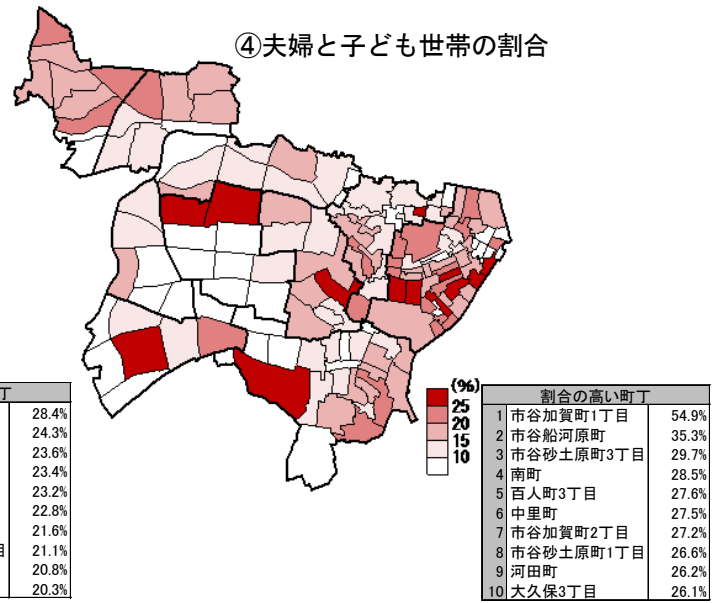 ④夫婦と子ども世帯の割合
(%)
25
20
15
10
丁
28.4%
24.3%
23.6%
23.4%
23.2%
22.8%
21.6%
目 21.1%
20.8%
20.3%
割合の高い町丁
1 市谷加賀町1丁目 54.9%
2 市谷船河原町 35.3%
3 市谷砂土原町3丁目 29.7%
4 南町 28.5%
5 百人町3丁目 27.6%
6 中里町 27.5%
7 市谷加賀町2丁目 27.2%
8 市谷砂土原町1丁目 26.6%
9 河田町 26.2%
10 大久保3丁目 26.1%